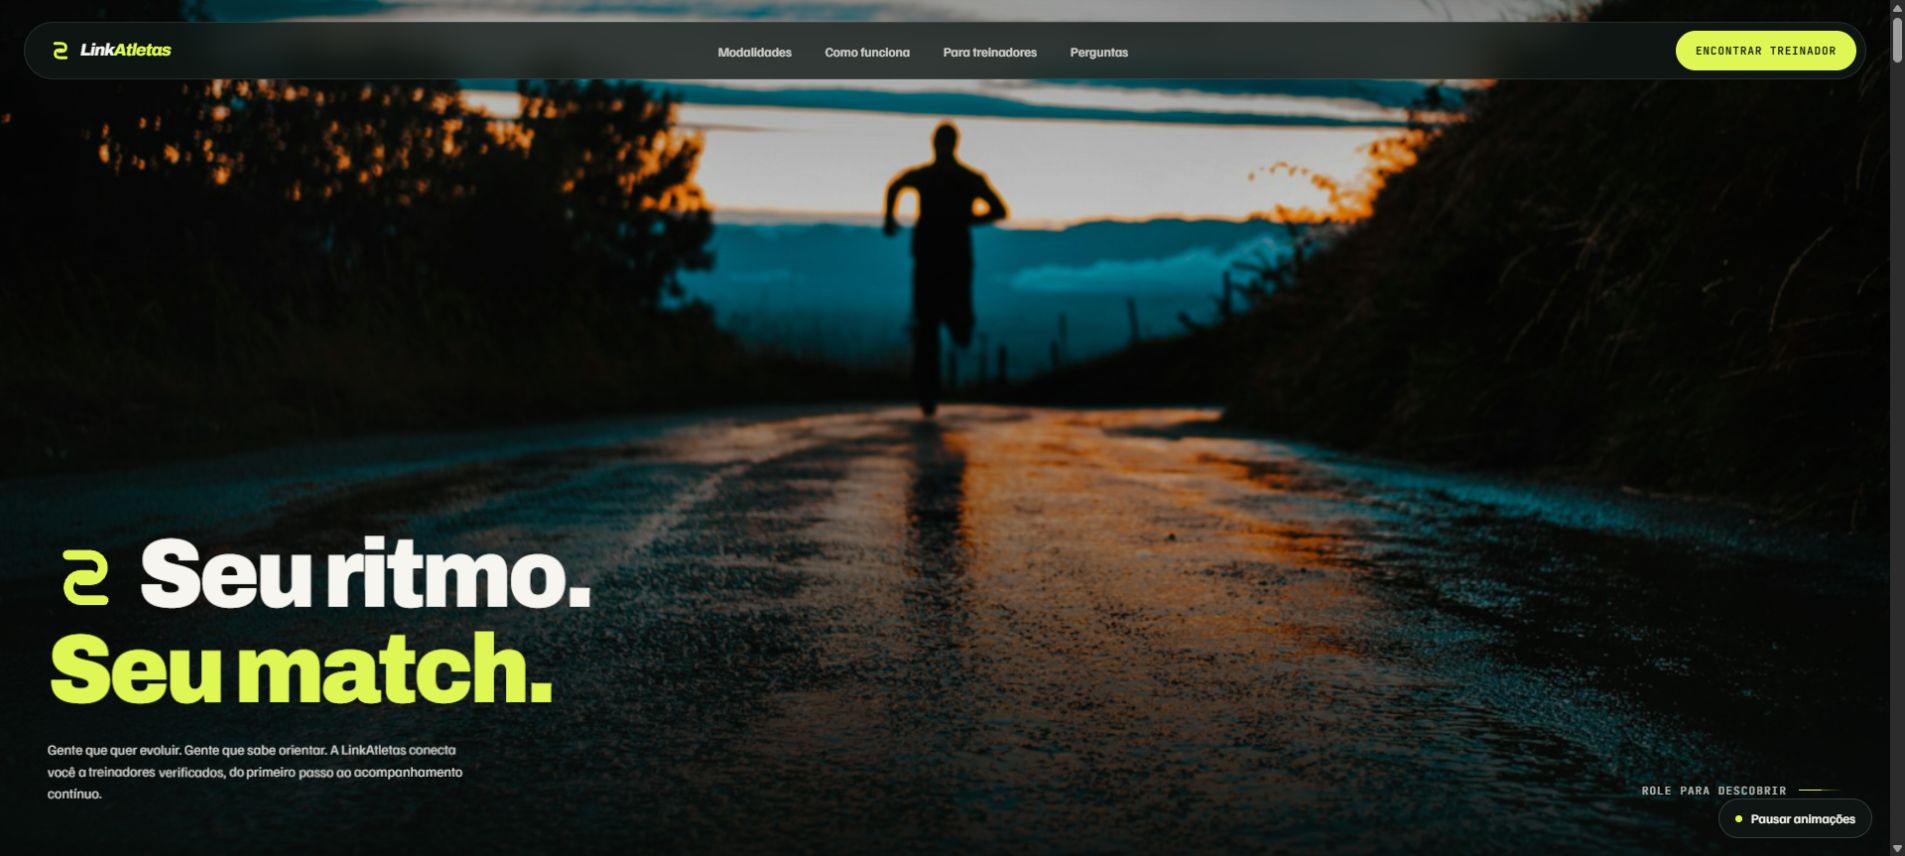 LinkAtletas
Modalidades
Como funciona
Para treinadores
Perguntas
ENCONTRAR TREINADOR
Seu ritmo.
Seu match.
Gente que quer evoluir. Gente que sabe orientar. A LinkAtletas conecta
você a treinadores verificados, do primeiro passo ao acompanhamento
contínuo.
ROLE PARA DESCOBRIR
Pausar animações